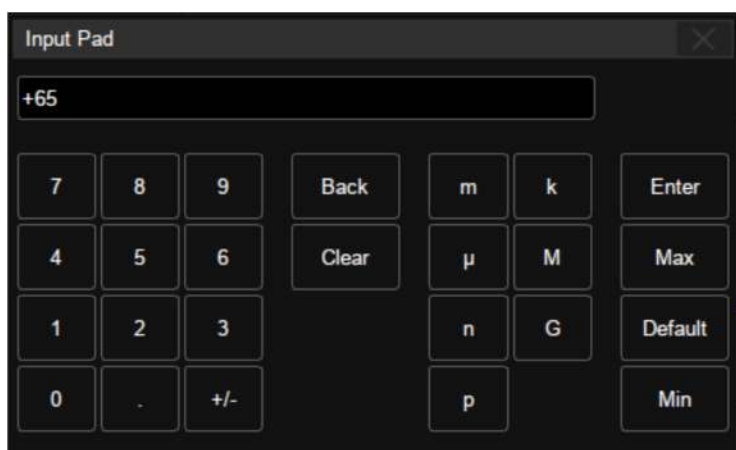 Input Pad
+65
7 8 9 Back m k Enter
4 5 6 Clear µ M Max
1 2 3 n G Default
0 . +/- p Min